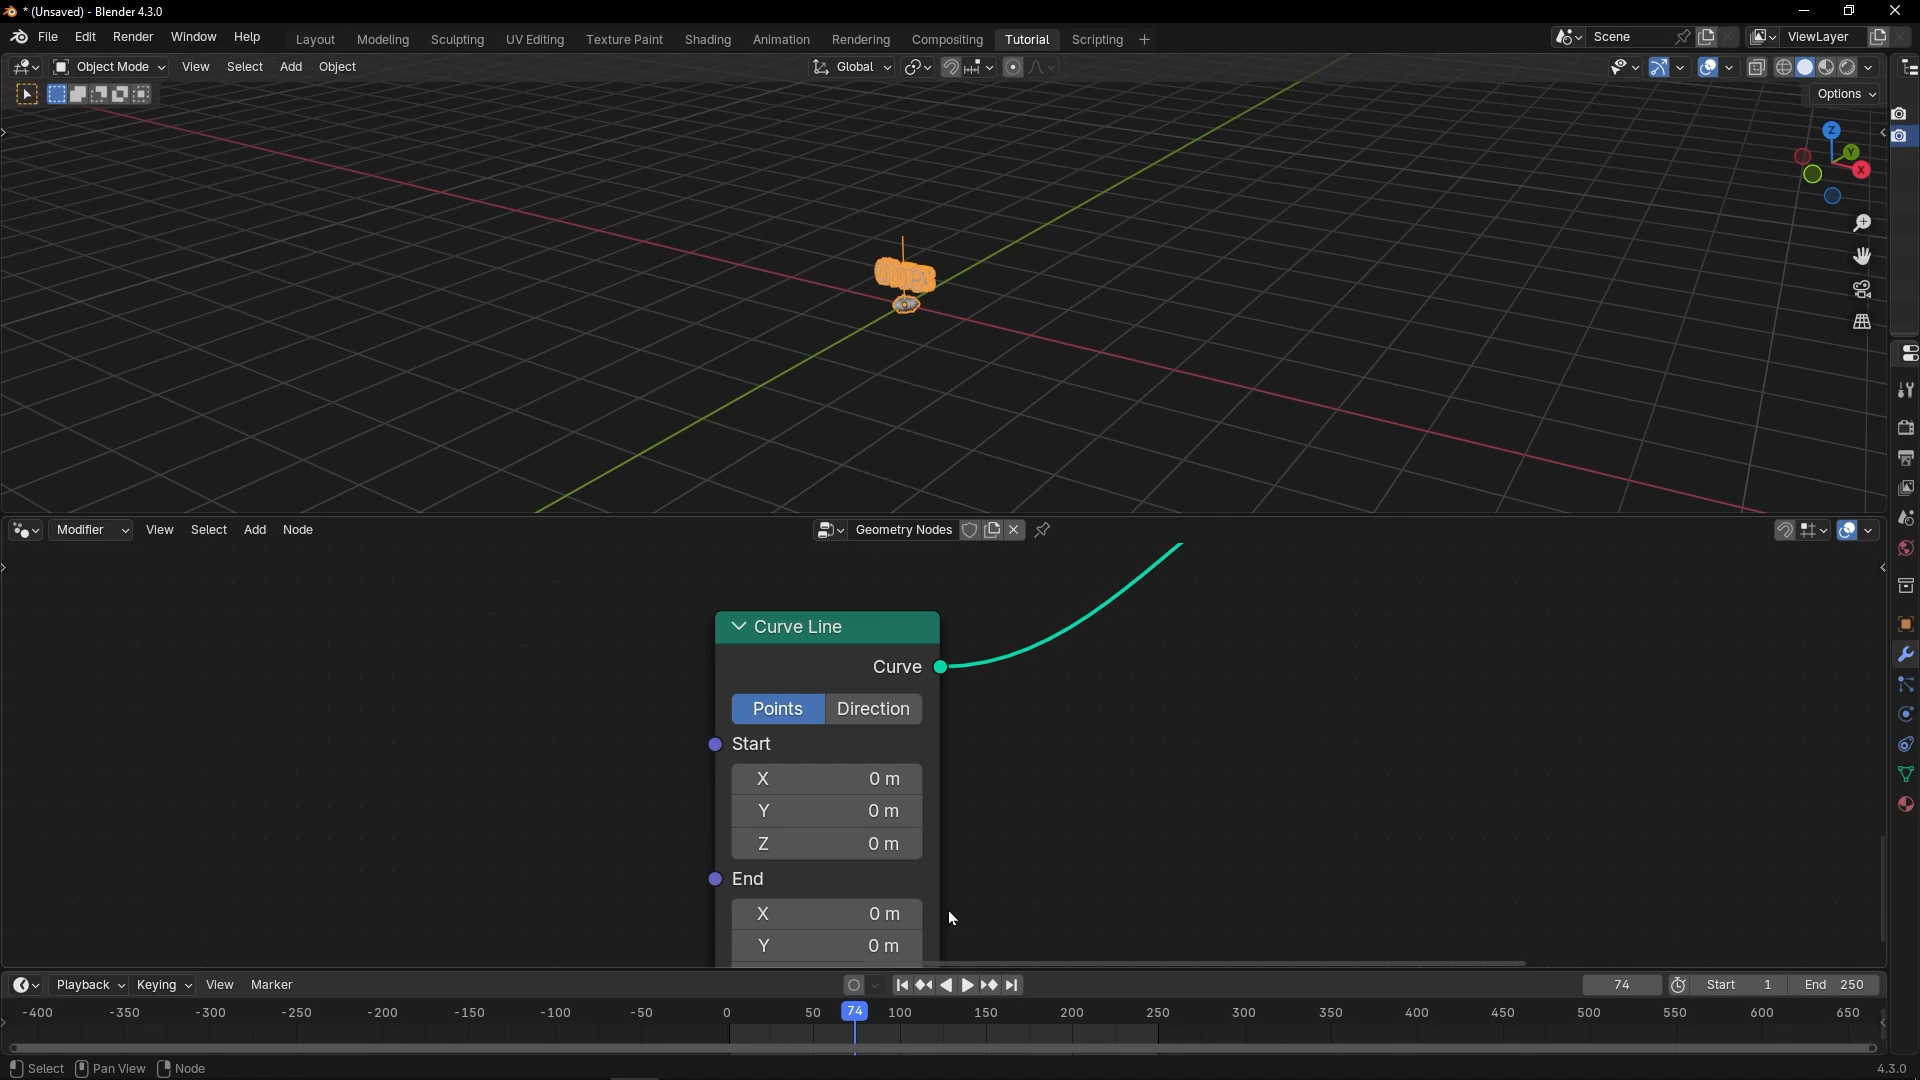 * (Unsaved) - Blender 4.3.0
File Edit Render Window Help Layout Modeling Sculpting UV Editing Texture Paint Shading Animation Rendering Compositing Tutorial Scripting + Scene ViewLayer
Object Mode View Select Add Object Global
Options
Z
Y
X
Modifier View Select Add Node Geometry Nodes
Curve Line
Curve
Points Direction
Start
X 0 m
Y 0 m
Z 0 m
End
X 0 m
Y 0 m
Playback Keying View Marker 74 Start 1 End 250
-400 -350 -300 -250 -200 -150 -100 -50 0 50 74 100 150 200 250 300 350 400 450 500 550 600 650
Select Pan View Node 4.3.0